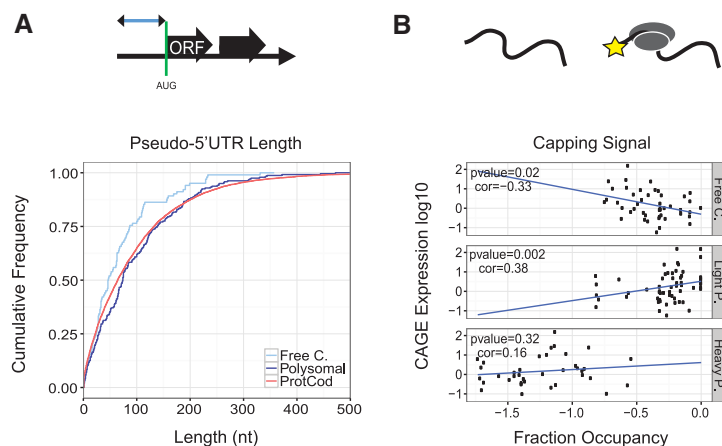 A
ORF
AUG
Pseudo-5'UTR Length
Cumulative Frequency
1.00
0.75
0.50
0.25
0.00
Free C.
Polysomal
ProtCod
0
100
200
300
400
500
Length (nt)
B
Capping Signal
CAGE Expression log10
2
1
0
−1
pvalue=0.02
cor=−0.33
Free C.
2
1
0
−1
pvalue=0.002
cor=0.38
Light P.
2
1
0
−1
pvalue=0.32
cor=0.16
Heavy P.
−1.5
−1.0
−0.5
0.0
Fraction Occupancy